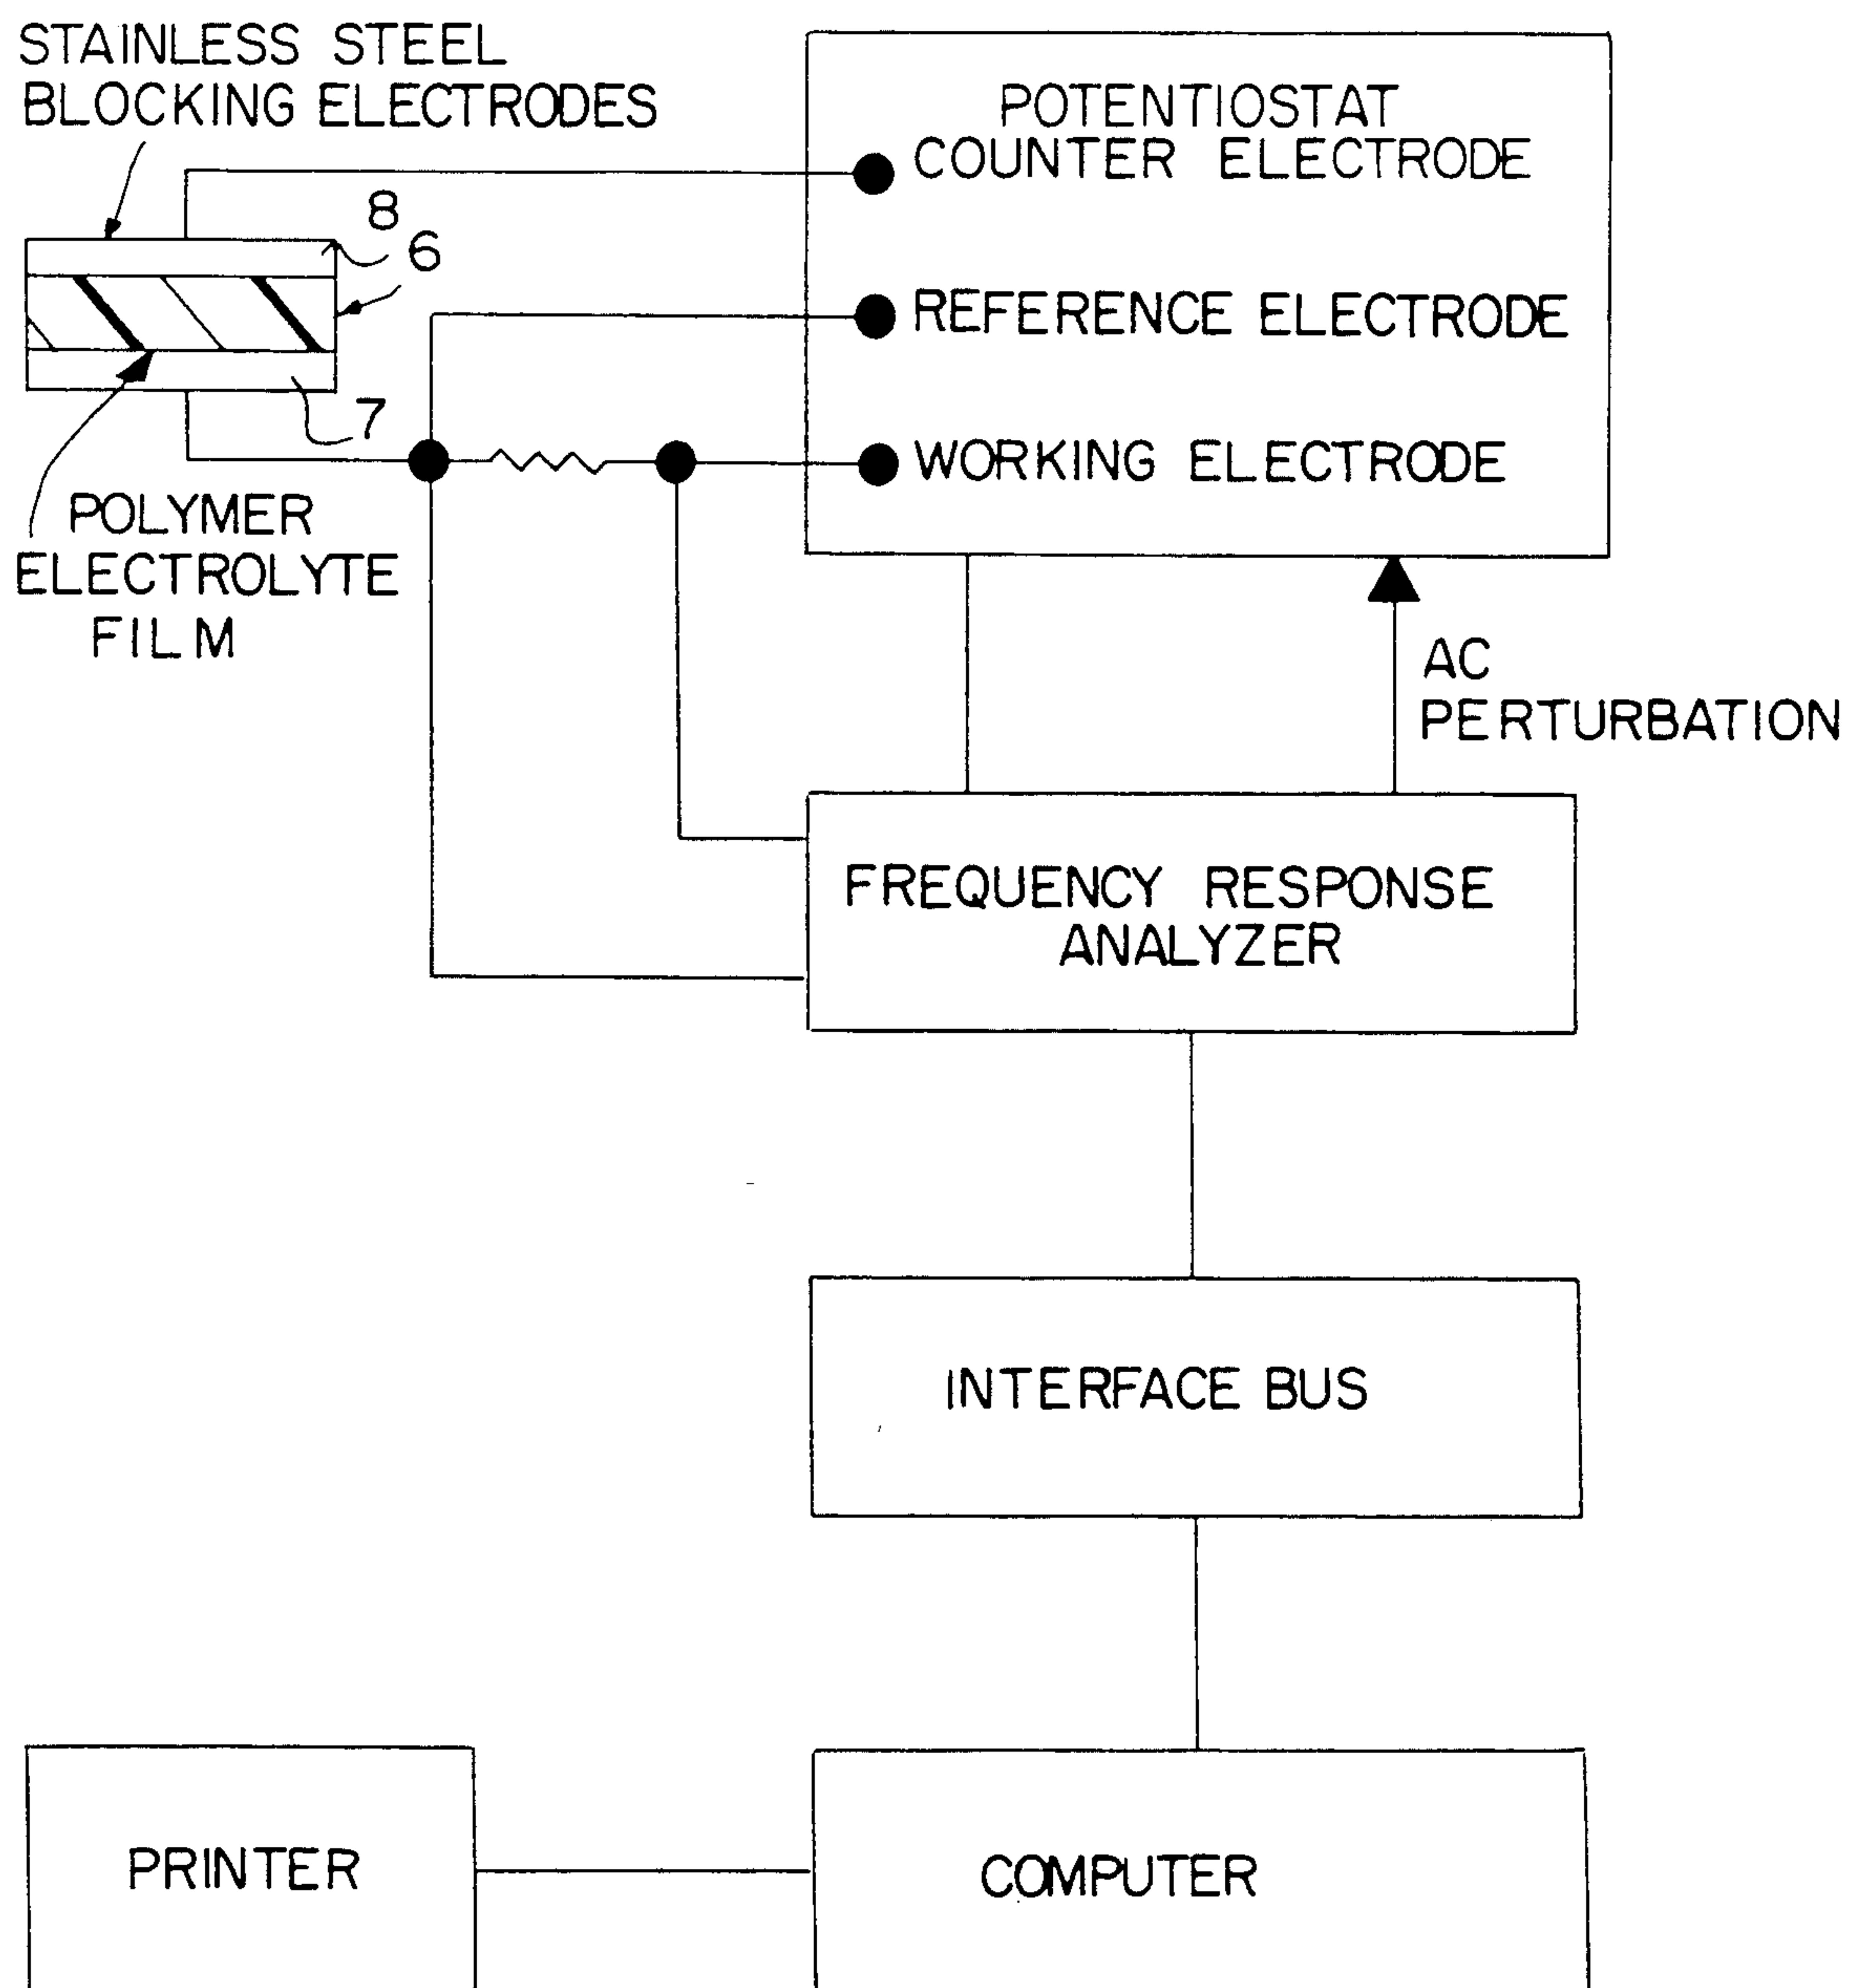 STAINLESS STEEL
BLOCKING ELECTRODES
POTENTIOSTAT
COUNTER ELECTRODE
8
6
REFERENCE ELECTRODE
7
WORKING ELECTRODE
POLYMER
ELECTROLYTE
FILM
AC
PERTURBATION
FREQUENCY RESPONSE
ANALYZER
INTERFACE BUS
PRINTER
COMPUTER